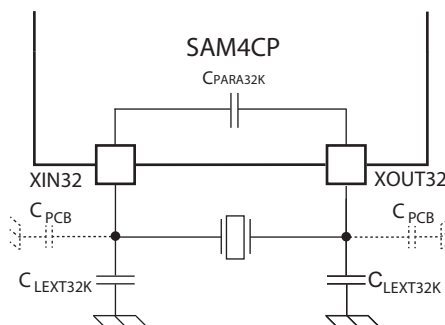 SAM4CP
CPARA32K
XIN32
XOUT32
CPCB
CPCB
CLEXT32K
CLEXT32K